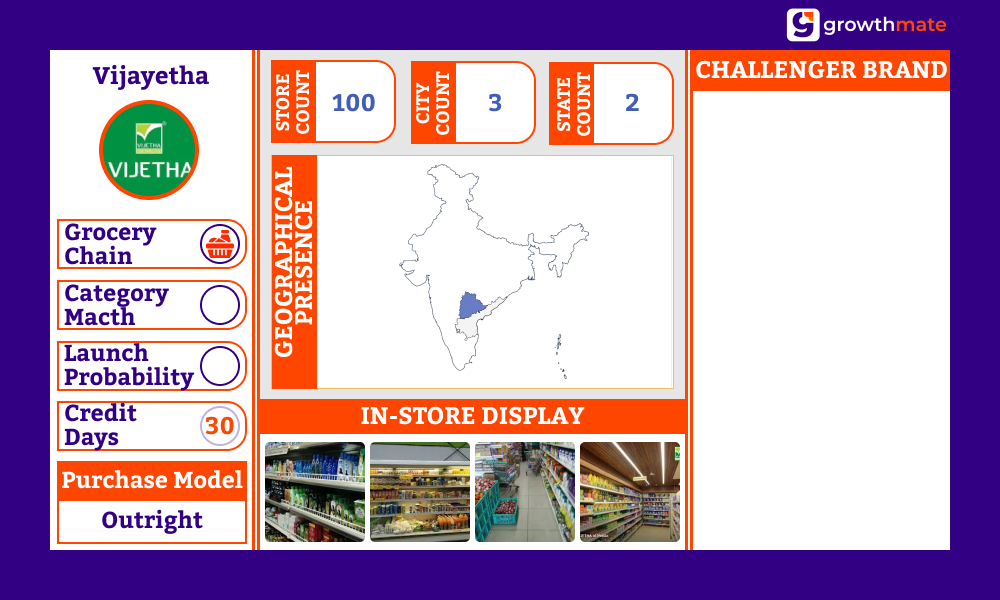 growthmate
Vijayetha
VIJETHA
VIJETHA
Grocery
Chain
Category
Macth
Launch
Probability
Credit
Days
30
Purchase Model
Outright
STORE
COUNT
100
CITY
COUNT
3
STATE
COUNT
2
GEOGRAPHICAL
PRESENCE
IN-STORE DISPLAY
CHALLENGER BRAND